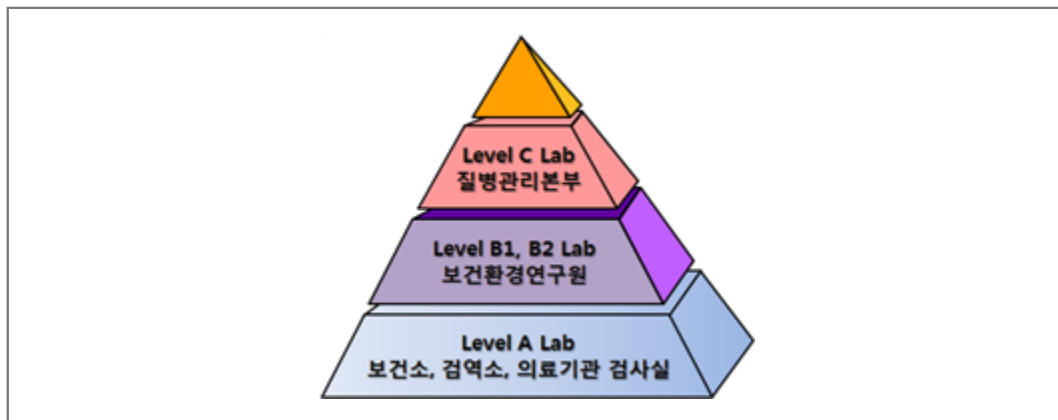 Level C Lab
질병관리본부
Level B1, B2 Lab
보건환경연구원
Level A Lab
보건소, 검역소, 의료기관 검사실